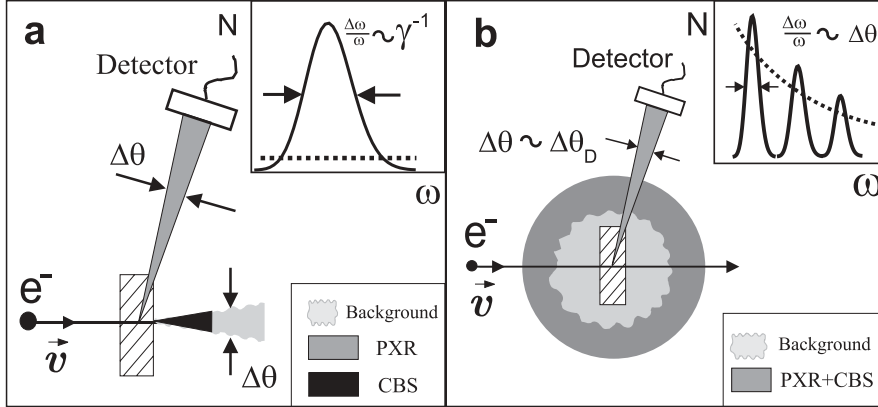 a
N
Δω/ω ~ γ⁻¹
Detector
Δθ
ω
e⁻
v⃗
Δθ
Background
PXR
CBS
b
N
Δω/ω ~ Δθ
Detector
Δθ ~ Δθ_D
ω
e⁻
v⃗
Background
PXR+CBS